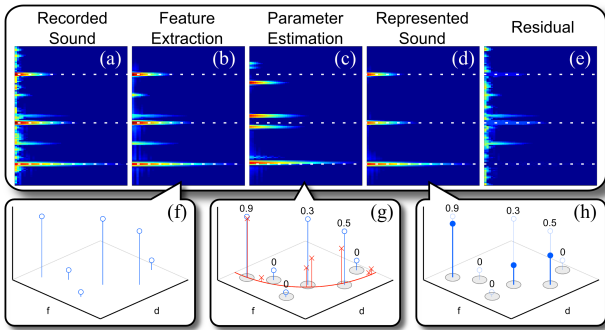 Recorded Sound
Feature Extraction
Parameter Estimation
Represented Sound
Residual
(a)
(b)
(c)
(d)
(e)
(f)
f
d
(g)
0.9
0.3
0.5
0
0
0
f
d
(h)
0.9
0.3
0.5
0
0
0
f
d